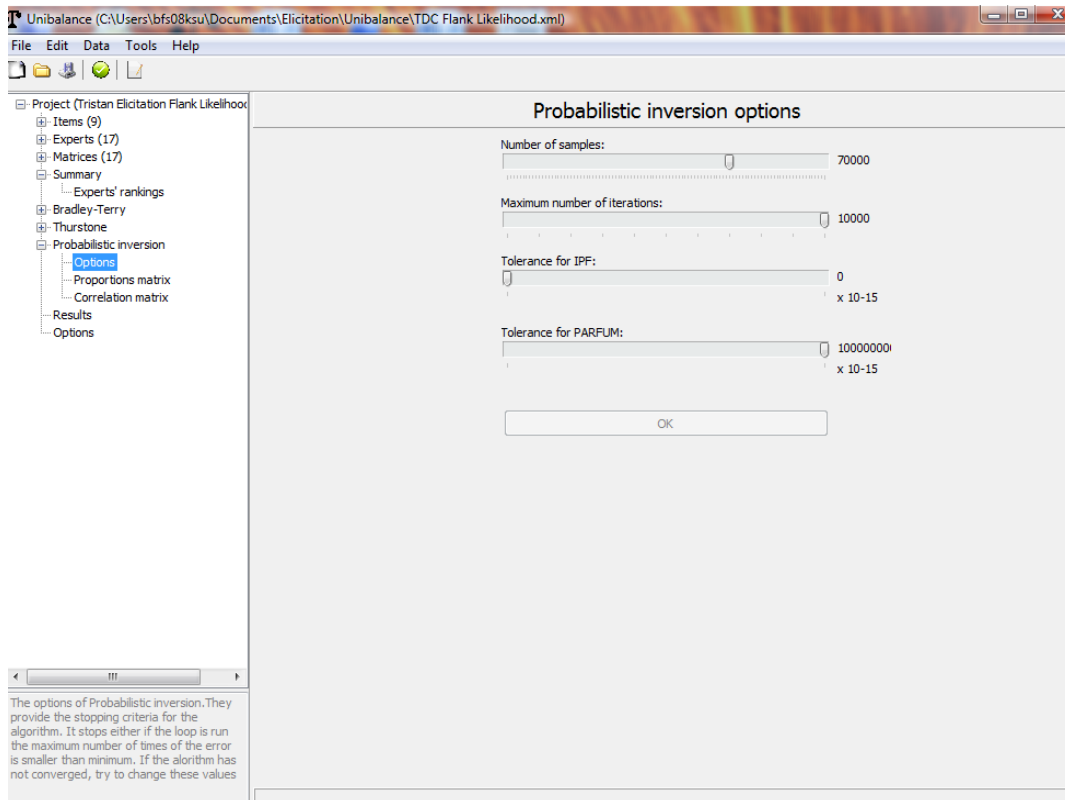 Unibalance (C:\Users\bfs08ksu\Documents\Elicitation\Unibalance\TDC Flank Likelihood.xml)
File Edit Data Tools Help
Project (Tristan Elicitation Flank Likelihood
Items (9)
Experts (17)
Matrices (17)
Summary
Experts' rankings
Bradley-Terry
Thurstone
Probabilistic inversion
Options
Proportions matrix
Correlation matrix
Results
Options
The options of Probabilistic inversion.They
provide the stopping criteria for the
algorithm. It stops either if the loop is run
the maximum number of times of the error
is smaller than minimum. If the alorithm has
not converged, try to change these values
Probabilistic inversion options
Number of samples:
70000
Maximum number of iterations:
10000
Tolerance for IPF:
0
x 10-15
Tolerance for PARFUM:
100000000
x 10-15
OK